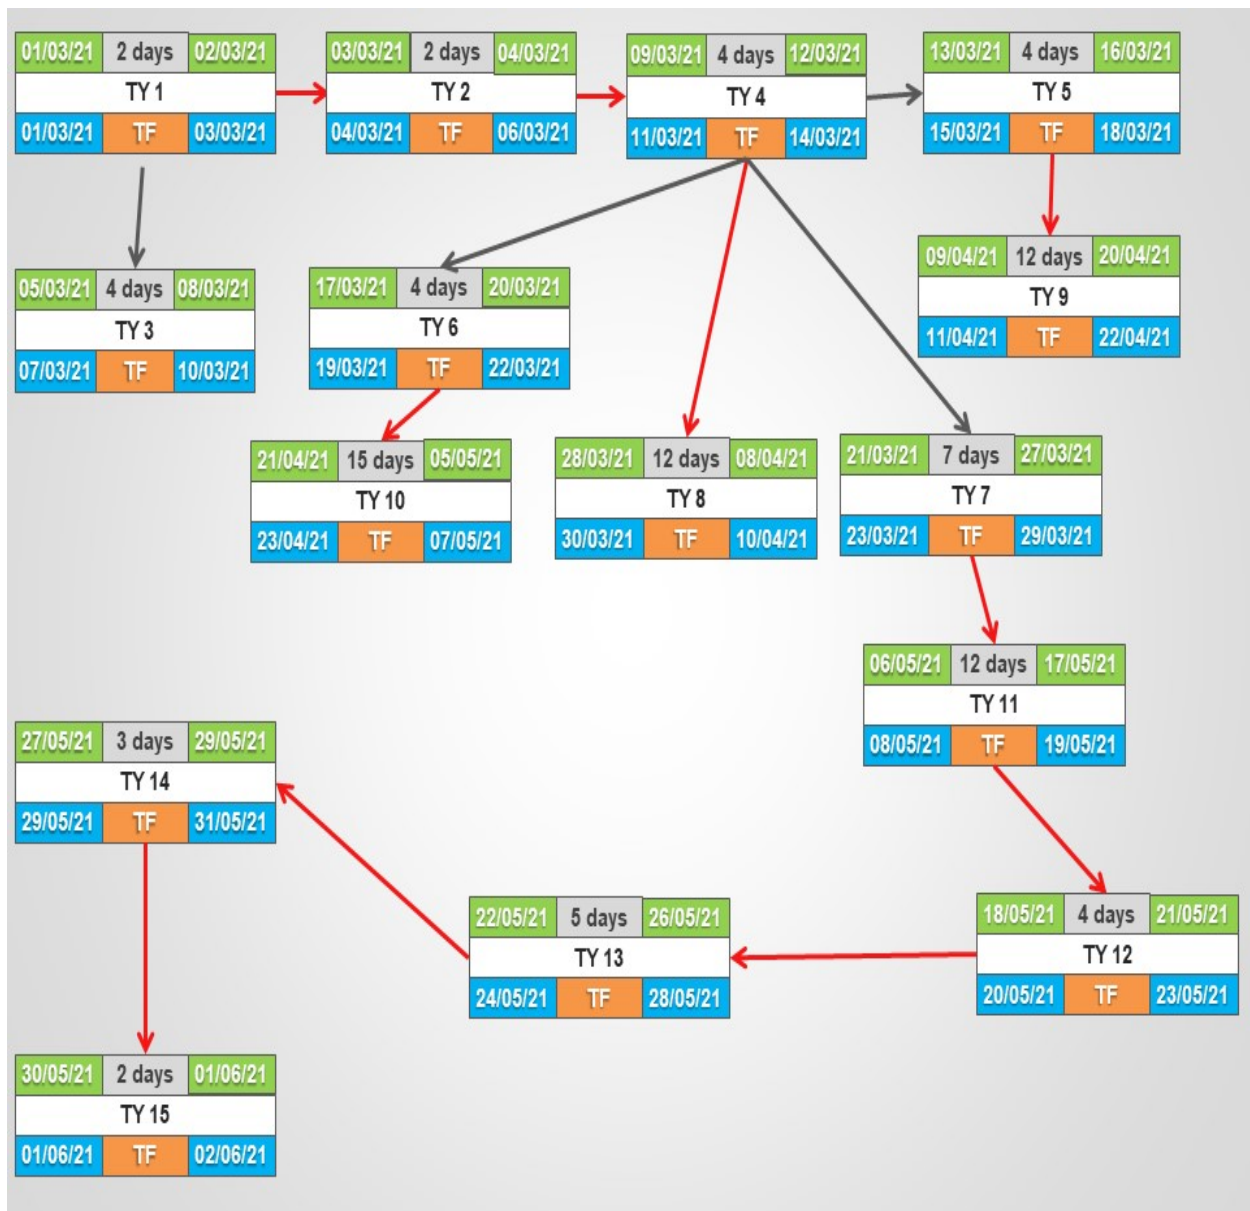 01/03/21 2 days 02/03/21
TY 1
01/03/21 TF 03/03/21
03/03/21 2 days 04/03/21
TY 2
04/03/21 TF 06/03/21
09/03/21 4 days 12/03/21
TY 4
11/03/21 TF 14/03/21
13/03/21 4 days 16/03/21
TY 5
15/03/21 TF 18/03/21
05/03/21 4 days 08/03/21
TY 3
07/03/21 TF 10/03/21
17/03/21 4 days 20/03/21
TY 6
19/03/21 TF 22/03/21
09/04/21 12 days 20/04/21
TY 9
11/04/21 TF 22/04/21
21/04/21 15 days 05/05/21
TY 10
23/04/21 TF 07/05/21
28/03/21 12 days 08/04/21
TY 8
30/03/21 TF 10/04/21
21/03/21 7 days 27/03/21
TY 7
23/03/21 TF 29/03/21
06/05/21 12 days 17/05/21
TY 11
08/05/21 TF 19/05/21
27/05/21 3 days 29/05/21
TY 14
29/05/21 TF 31/05/21
22/05/21 5 days 26/05/21
TY 13
24/05/21 TF 28/05/21
18/05/21 4 days 21/05/21
TY 12
20/05/21 TF 23/05/21
30/05/21 2 days 01/06/21
TY 15
01/06/21 TF 02/06/21